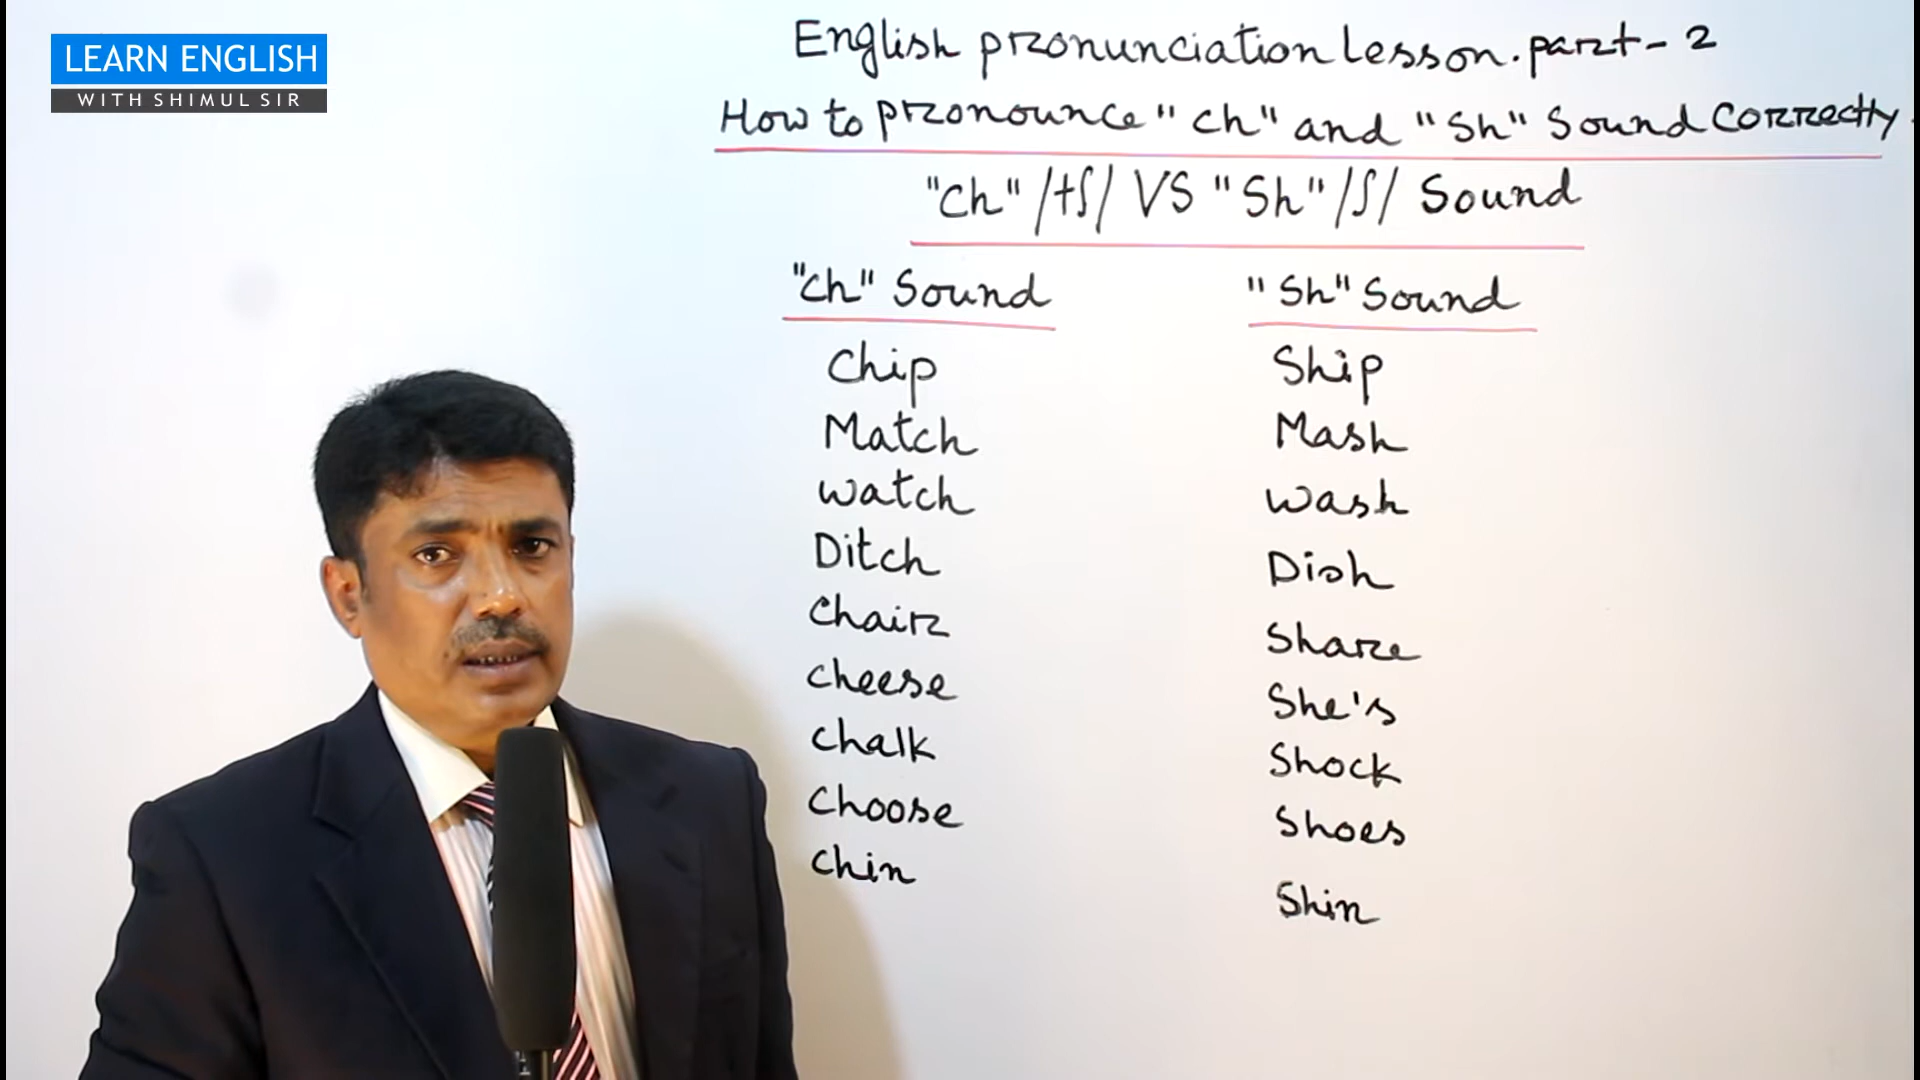 LEARN ENGLISH
WITH SHIMUL SIR
English pronunciation lesson. part - 2
How to pronounce "ch" and "Sh" Sound correctly.
"ch" /tʃ/ VS "Sh" /ʃ/ Sound
"ch" Sound
Chip
Match
watch
Ditch
Chair
cheese
chalk
choose
chin
"Sh" Sound
Ship
Mash
wash
Dish
Share
She's
Shock
Shoes
Shin